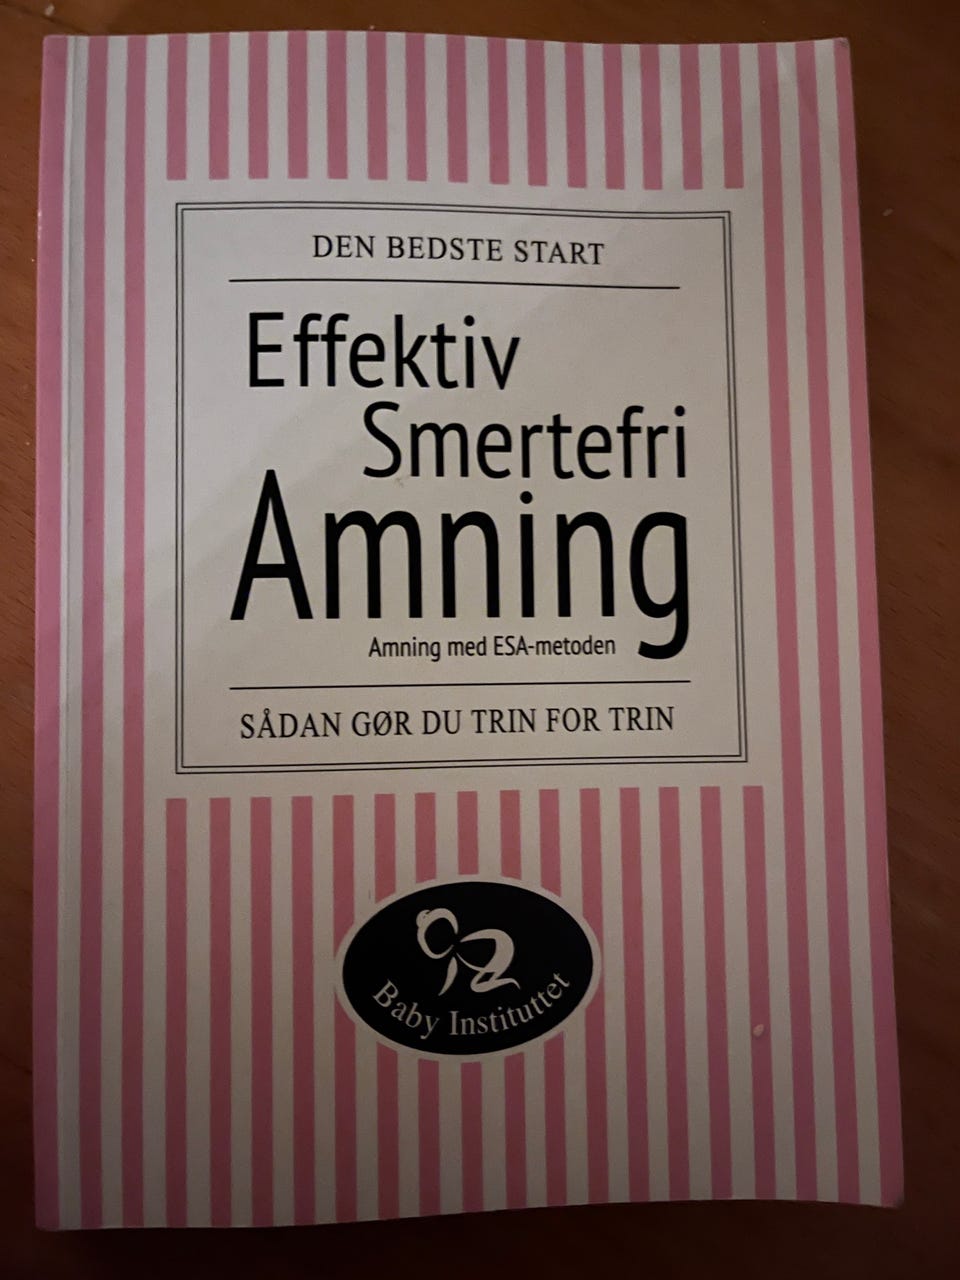 DEN BEDSTE START
Effektiv
Smertefri
Amning
Amning med ESA-metoden
SÅDAN GØR DU TRIN FOR TRIN
Baby Instituttet